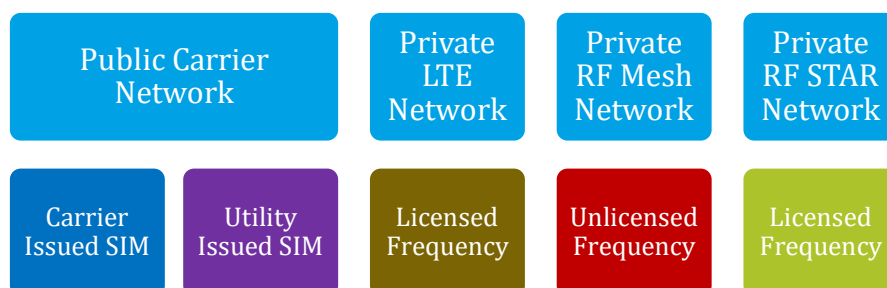 Public Carrier
Network
Private
LTE
Network
Private
RF Mesh
Network
Private
RF STAR
Network
Carrier
Issued SIM
Utility
Issued SIM
Licensed
Frequency
Unlicensed
Frequency
Licensed
Frequency